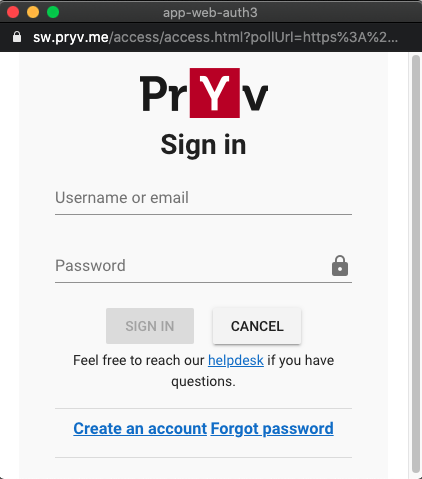 app-web-auth3
sw.pryv.me/access/access.html?pollUrl=https%3A%2...
PrYv
Sign in
Username or email
Password
SIGN IN
CANCEL
Feel free to reach our helpdesk if you have
questions.
Create an account Forgot password